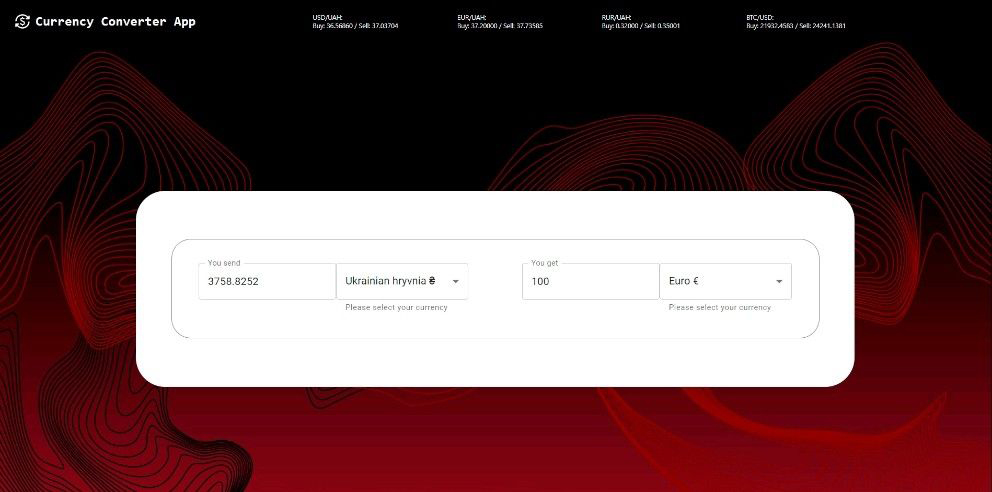 Currency Converter App
USD/UAH:
Buy: 36.56860 / Sell: 37.03704
EUR/UAH:
Buy: 37.20000 / Sell: 37.73585
RUR/UAH:
Buy: 0.32000 / Sell: 0.35001
BTC/USD:
Buy: 21932.4583 / Sell: 24241.1381
You send
3758.8252
Ukrainian hryvnia ₴
Please select your currency
You get
100
Euro €
Please select your currency